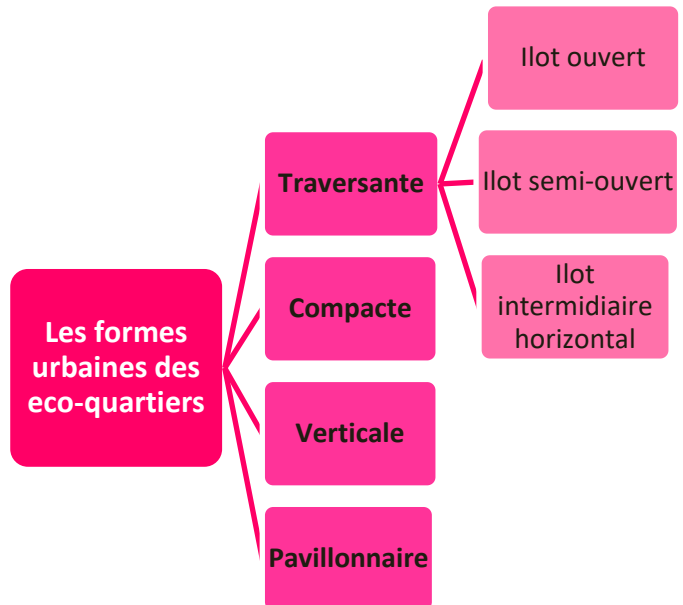 Les formes
urbaines des
eco-quartiers
Traversante
Ilot ouvert
Ilot semi-ouvert
Ilot
intermidiaire
horizontal
Compacte
Verticale
Pavillonnaire